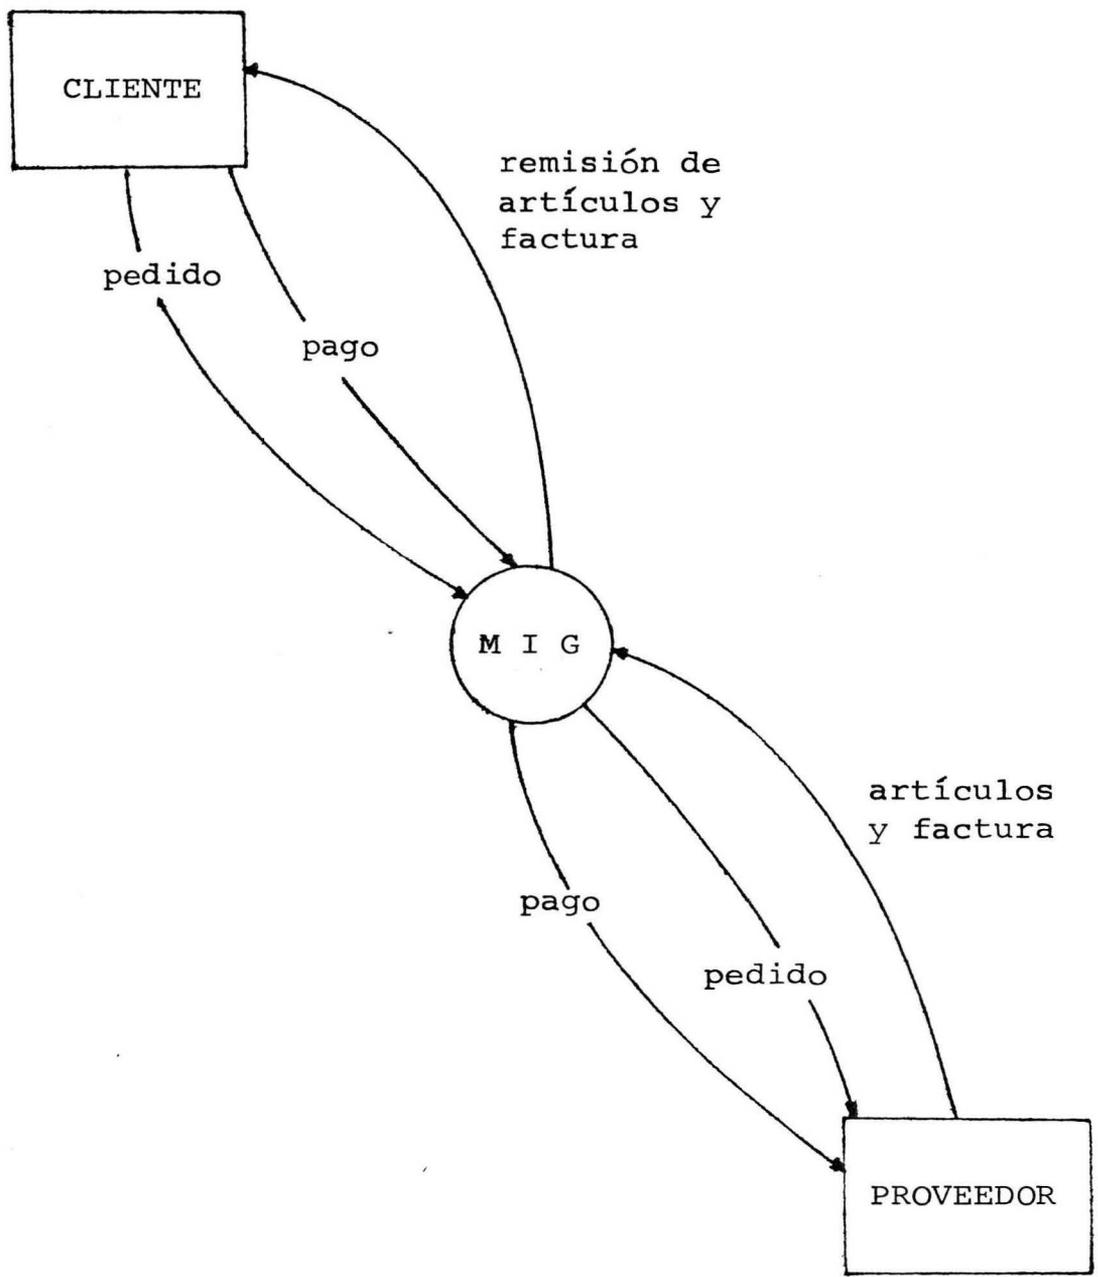 CLIENTE
remisión de
artículos y
factura
pedido
pago
M I G
artículos
y factura
pago
pedido
PROVEEDOR